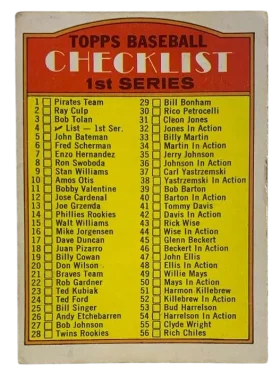 TOPPS BASEBALL
CHECKLIST
1st SERIES
1 Pirates Team
2 Ray Culp
3 Bob Tolan
4 ✓ List — 1st Ser.
5 John Bateman
6 Fred Scherman
7 Enzo Hernandez
8 Ron Swoboda
9 Stan Williams
10 Amos Otis
11 Bobby Valentine
12 Jose Cardenal
13 Joe Grzenda
14 Phillies Rookies
15 Walt Williams
16 Mike Jorgensen
17 Dave Duncan
18 Juan Pizarro
19 Billy Cowan
20 Don Wilson
21 Braves Team
22 Rob Gardner
23 Ted Kubiak
24 Ted Ford
25 Bill Singer
26 Andy Etchebarren
27 Bob Johnson
28 Twins Rookies
29 Bill Bonham
30 Rico Petrocelli
31 Cleon Jones
32 Jones In Action
33 Billy Martin
34 Martin In Action
35 Jerry Johnson
36 Johnson In Action
37 Carl Yastrzemski
38 Yastrzemski In Action
39 Bob Barton
40 Barton In Action
41 Tommy Davis
42 Davis In Action
43 Rick Wise
44 Wise In Action
45 Glenn Beckert
46 Beckert In Action
47 John Ellis
48 Ellis In Action
49 Willie Mays
50 Mays In Action
51 Harmon Killebrew
52 Killebrew In Action
53 Bud Harrelson
54 Harrelson In Action
55 Clyde Wright
56 Rich Chiles